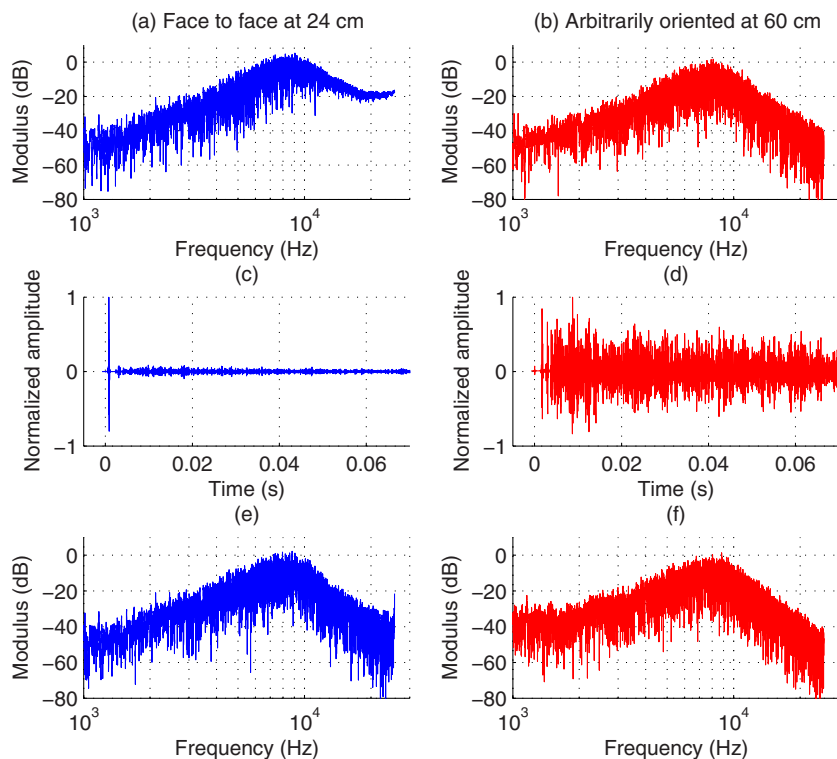 (a) Face to face at 24 cm
(b) Arbitrarily oriented at 60 cm
Modulus (dB)
0
−20
−40
−60
−80
10^3
10^4
Frequency (Hz)
Modulus (dB)
0
−20
−40
−60
−80
10^3
10^4
Frequency (Hz)
(c)
(d)
Normalized amplitude
1
0
−1
0
0.02
0.04
0.06
Time (s)
Normalized amplitude
1
0
−1
0
0.02
0.04
0.06
Time (s)
(e)
(f)
Modulus (dB)
0
−20
−40
−60
−80
10^3
10^4
Frequency (Hz)
Modulus (dB)
0
−20
−40
−60
−80
10^3
10^4
Frequency (Hz)